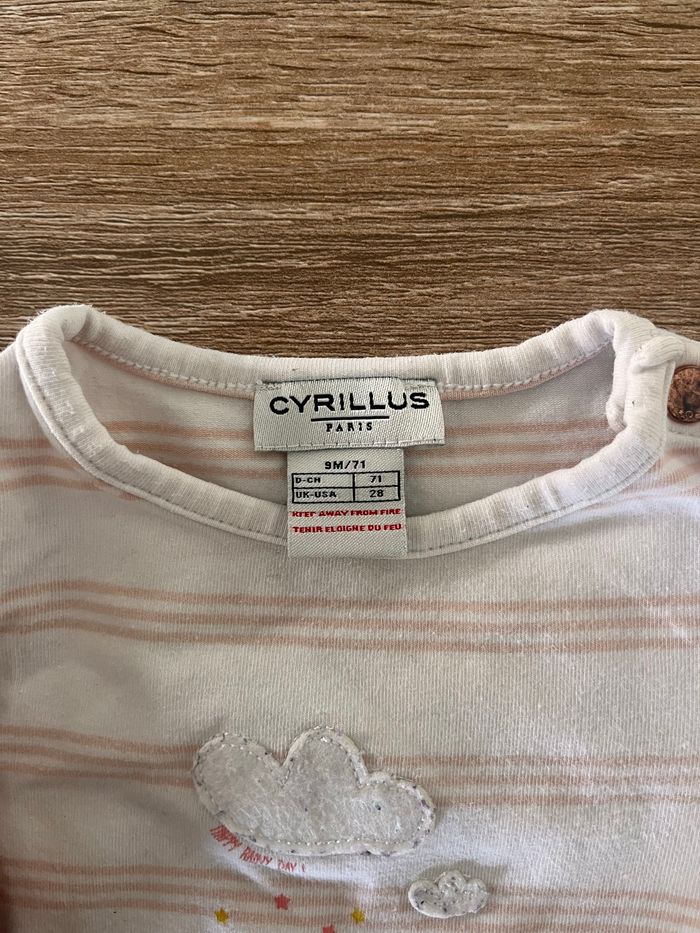 CYRILLUS
PARIS
9M/71
D-CH 71
UK-USA 28
KEEP AWAY FROM FIRE
TENIR ELOIGNE DU FEU
HAPPY RAINY DAY !